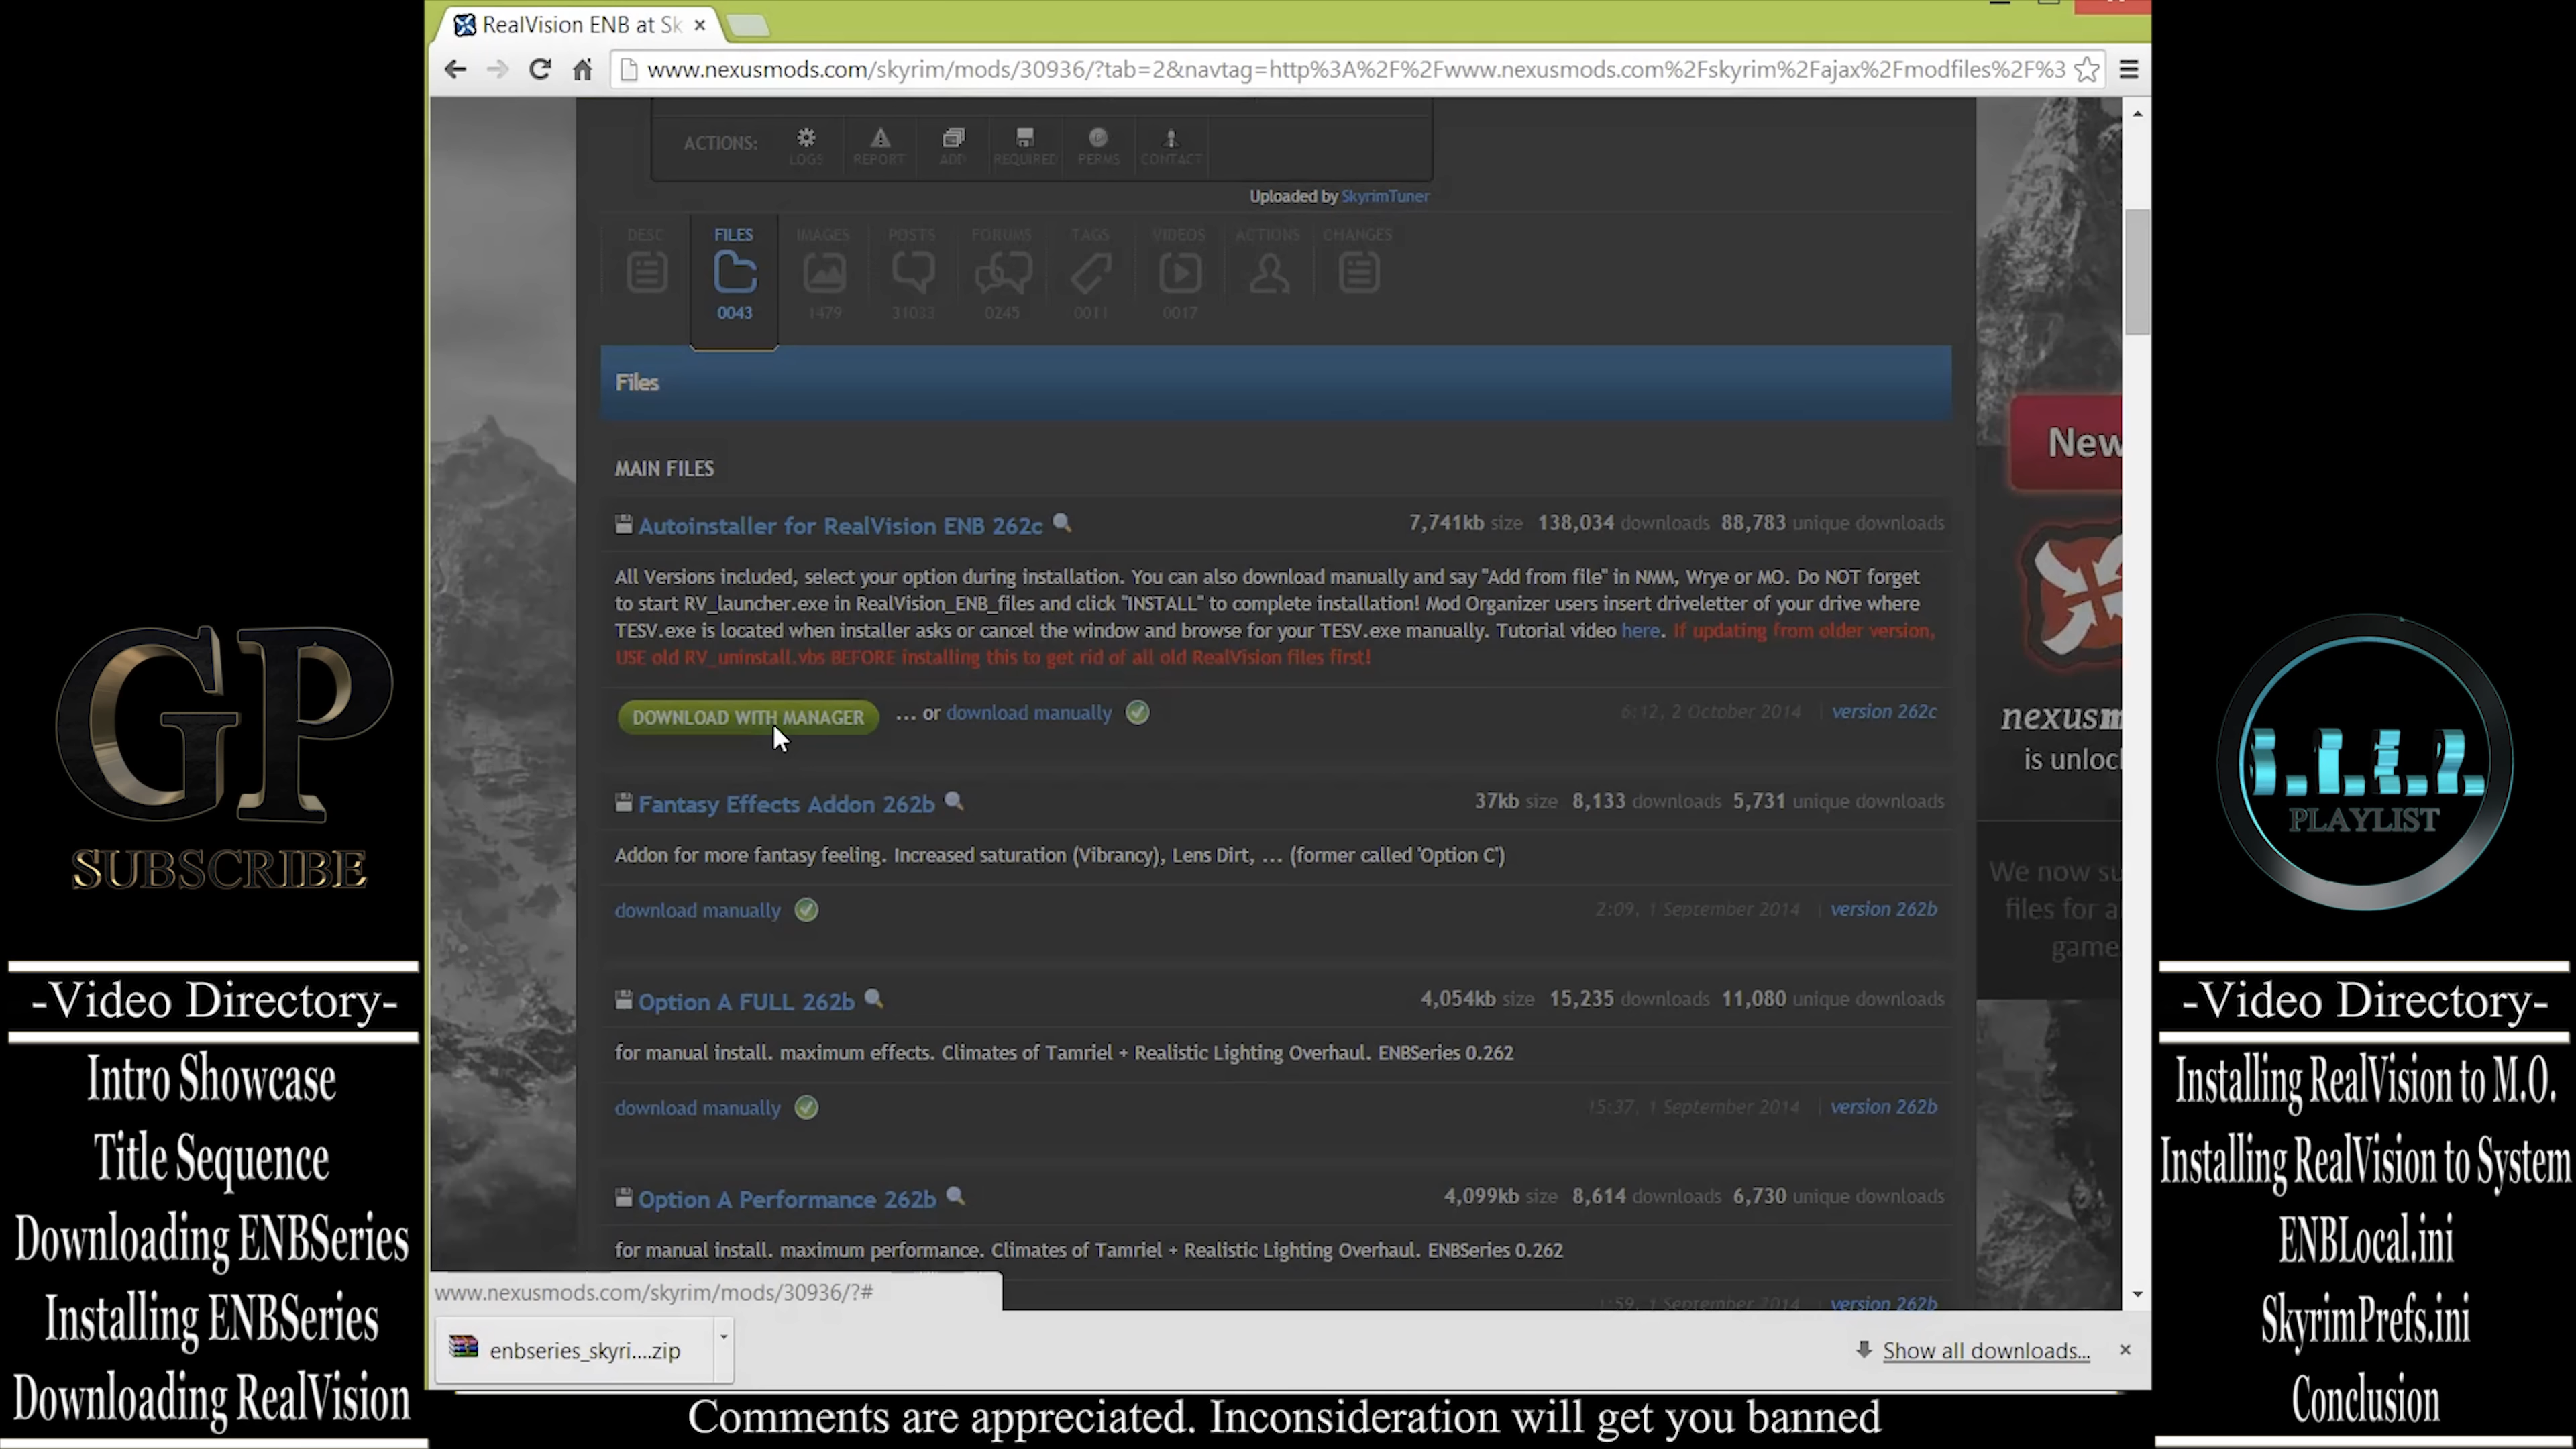 RealVision ENB at Sk
www.nexusmods.com/skyrim/mods/30936/?tab=2&navtag=http%3A%2F%2Fwww.nexusmods.com%2Fskyrim%2Fajax%2Fmodfiles%2F%3
ACTIONS: LOGS REPORT ADD REQUIRED PERMS CONTACT
Uploaded by SkyrimTuner
DESC FILES IMAGES POSTS FORUMS TAGS VIDEOS ACTIONS CHANGES
0043 1479 31033 0245 0011 0017
Files
MAIN FILES
Autoinstaller for RealVision ENB 262c 7,741kb size 138,034 downloads 88,783 unique downloads
All Versions included, select your option during installation. You can also download manually and say "Add from file" in NMM, Wrye or MO. Do NOT forget
to start RV_launcher.exe in RealVision_ENB_files and click "INSTALL" to complete installation! Mod Organizer users insert driveletter of your drive where
TESV.exe is located when installer asks or cancel the window and browse for your TESV.exe manually. Tutorial video here. If updating from older version,
USE old RV_uninstall.vbs BEFORE installing this to get rid of all old RealVision files first!
DOWNLOAD WITH MANAGER ... or download manually 6:12, 2 October 2014 | version 262c
Fantasy Effects Addon 262b 37kb size 8,133 downloads 5,731 unique downloads
Addon for more fantasy feeling. Increased saturation (Vibrancy), Lens Dirt, ... (former called 'Option C')
download manually 2:09, 1 September 2014 | version 262b
Option A FULL 262b 4,054kb size 15,235 downloads 11,080 unique downloads
for manual install. maximum effects. Climates of Tamriel + Realistic Lighting Overhaul. ENBSeries 0.262
download manually 15:37, 1 September 2014 | version 262b
Option A Performance 262b 4,099kb size 8,614 downloads 6,730 unique downloads
for manual install. maximum performance. Climates of Tamriel + Realistic Lighting Overhaul. ENBSeries 0.262
:59, 1 September 2014 | version 262b
www.nexusmods.com/skyrim/mods/30936/?#
enbseries_skyri....zip
Show all downloads...
New
nexusm
is unloc
We now su
files for a
game
GP
SUBSCRIBE
-Video Directory-
Intro Showcase
Title Sequence
Downloading ENBSeries
Installing ENBSeries
Downloading RealVision
PLAYLIST
-Video Directory-
Installing RealVision to M.O.
Installing RealVision to System
ENBLocal.ini
SkyrimPrefs.ini
Conclusion
Comments are appreciated. Inconsideration will get you banned